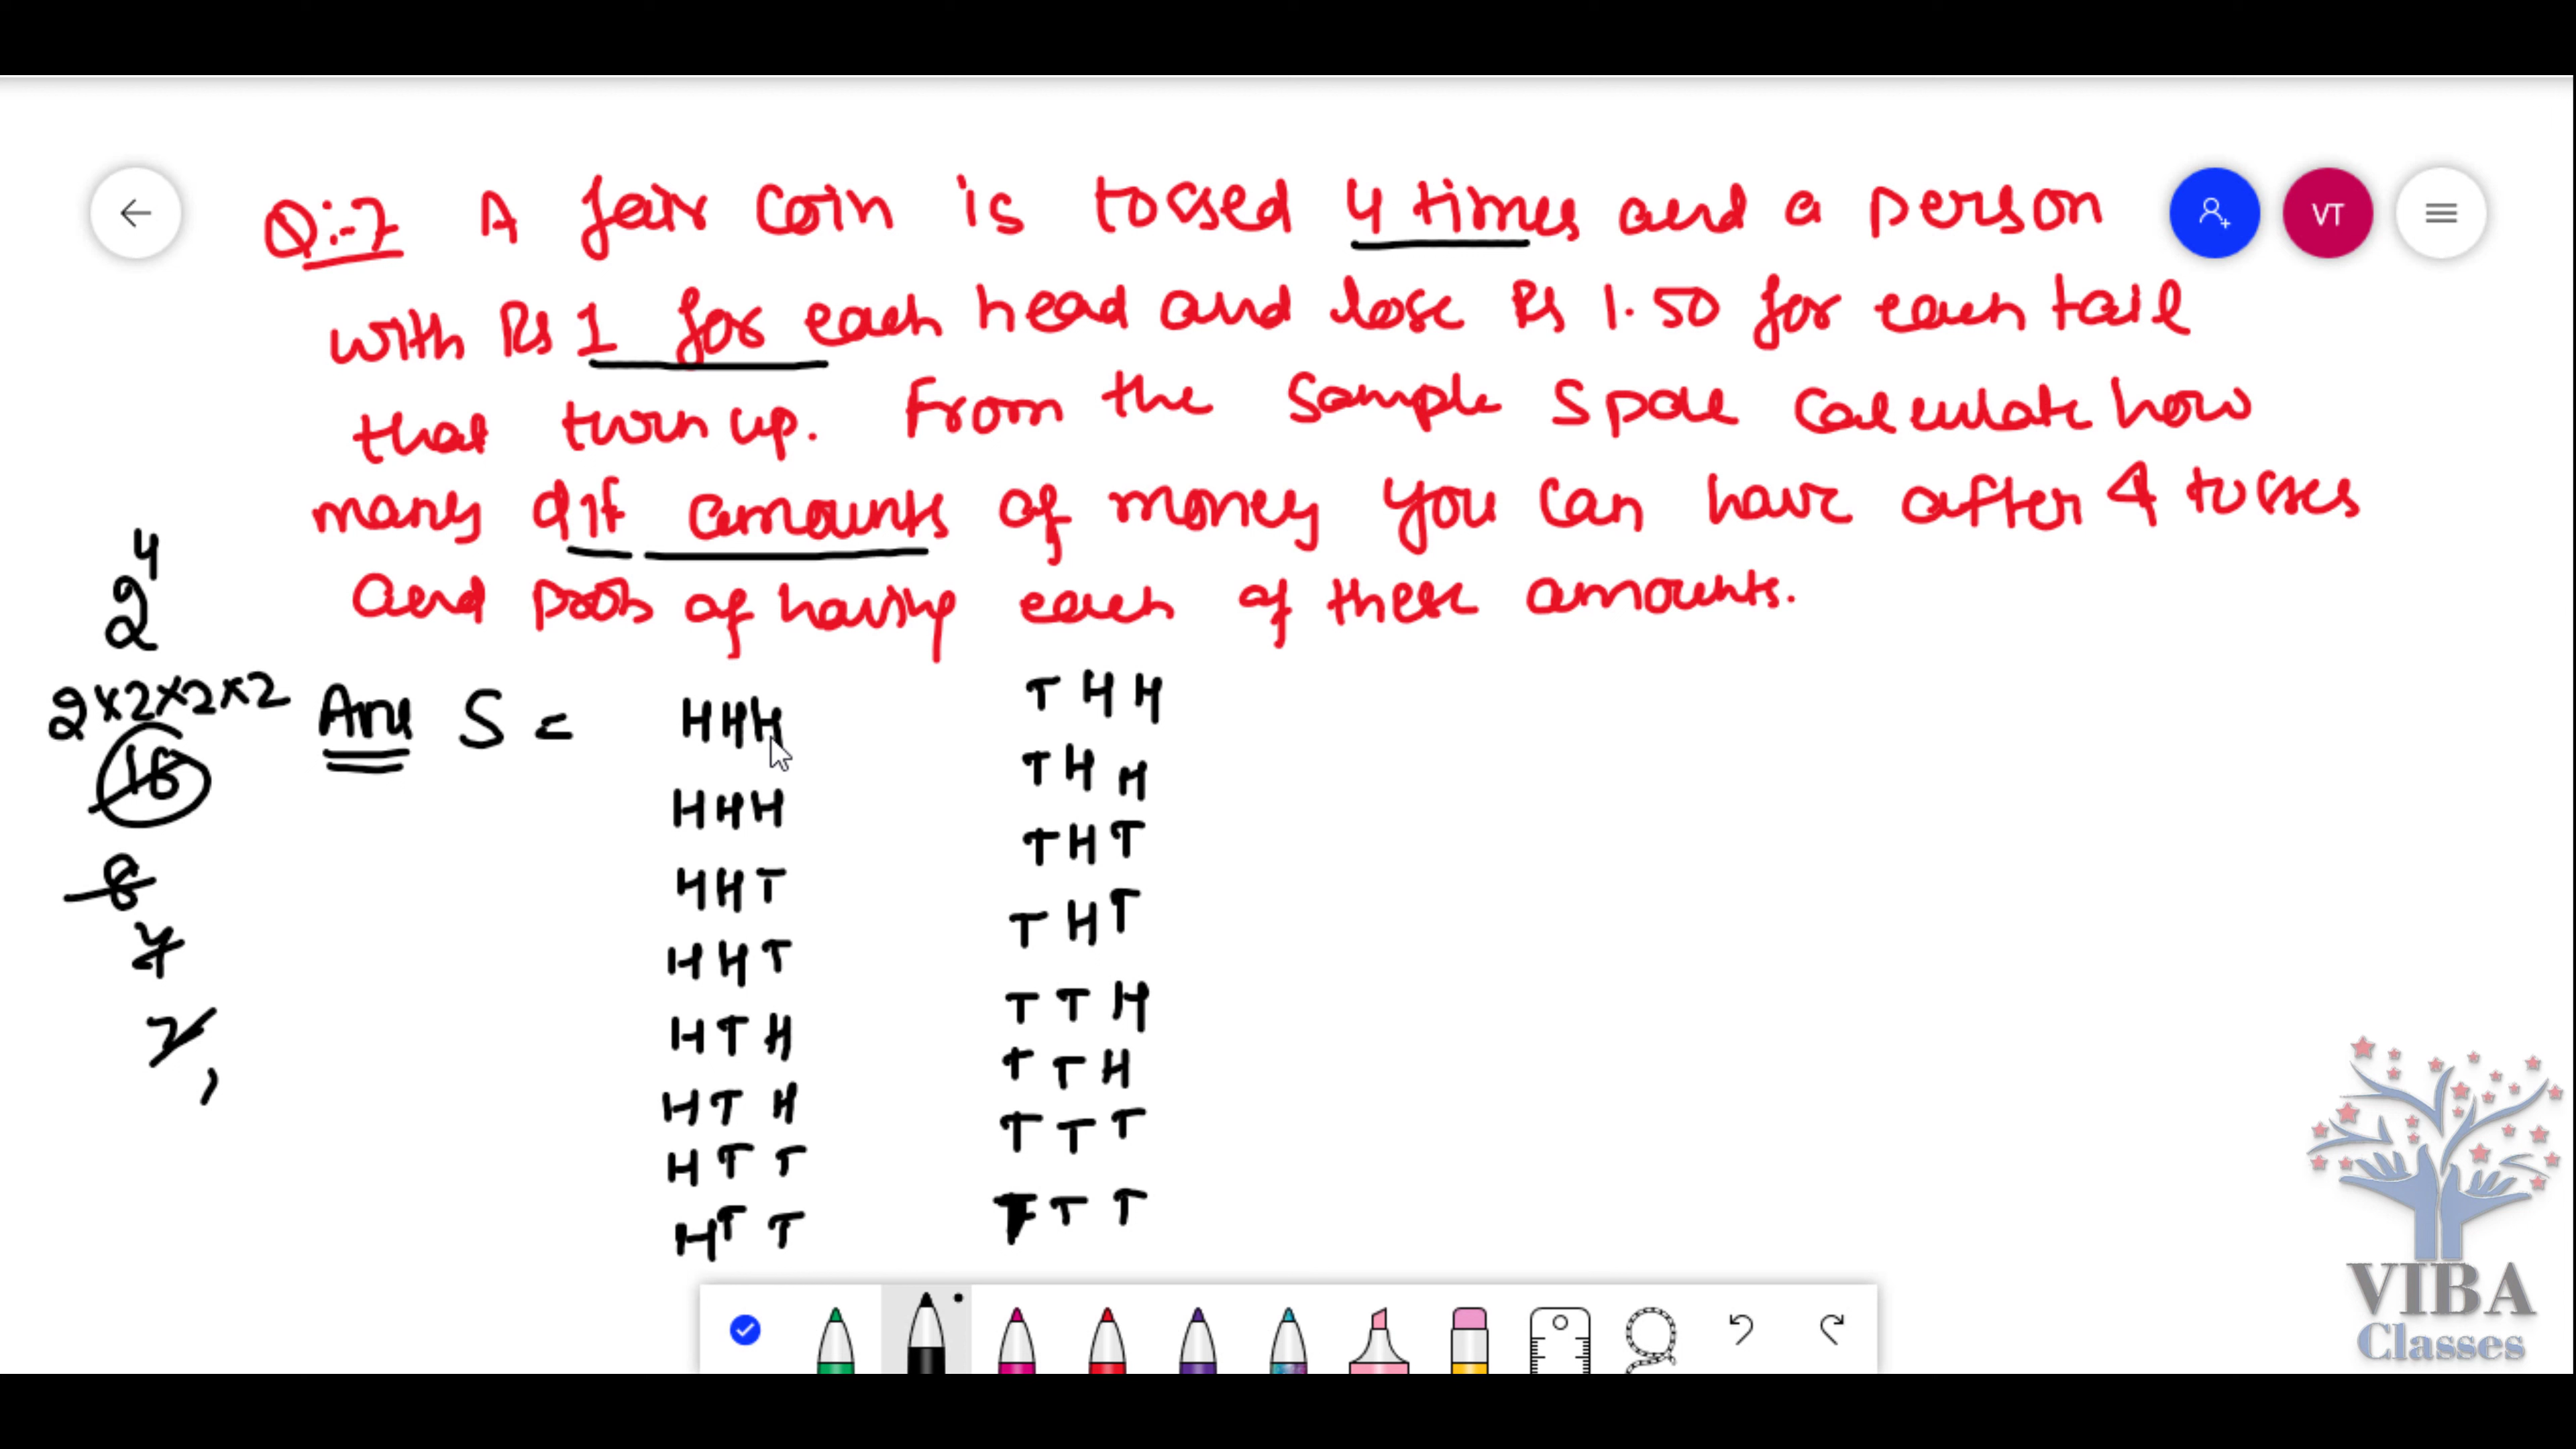 Q:-7 A fair coin is tossed 4 times and a person
with Rs 1 for each head and lose Rs 1.50 for each tail
that turn up. From the sample space calculate how
many dif amounts of money you can have after 4 tosses
and prob of having each of these amounts.
VT
2^4
2×2×2×2
16
8
4
2
,
Ans S =
HHH
HHH
HHT
HHT
HTH
HTH
HTT
HTT
THH
THH
THT
THT
TTH
TTH
TTT
TTT
VIBA
Classes